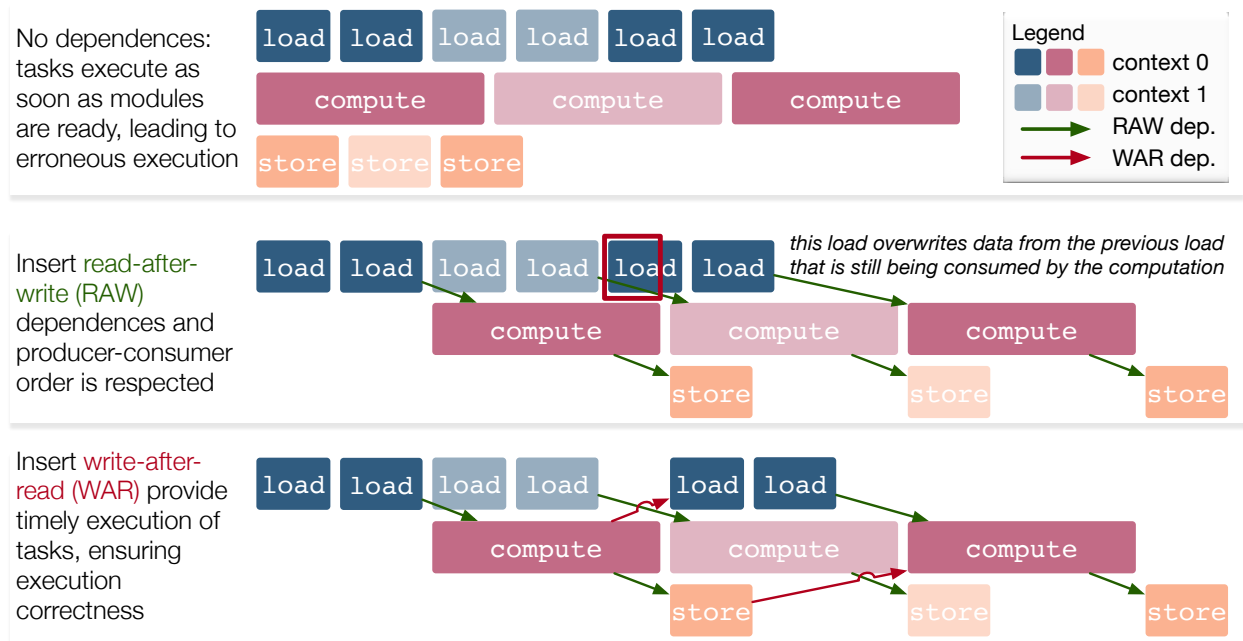 No dependences:
tasks execute as
soon as modules
are ready, leading to
erroneous execution
load load load load load load
compute compute compute
store store store
Legend
context 0
context 1
RAW dep.
WAR dep.
Insert read-after-
write (RAW)
dependences and
producer-consumer
order is respected
load load load load load load
this load overwrites data from the previous load
that is still being consumed by the computation
compute compute compute
store store store
Insert write-after-
read (WAR) provide
timely execution of
tasks, ensuring
execution
correctness
load load load load load load
compute compute compute
store store store